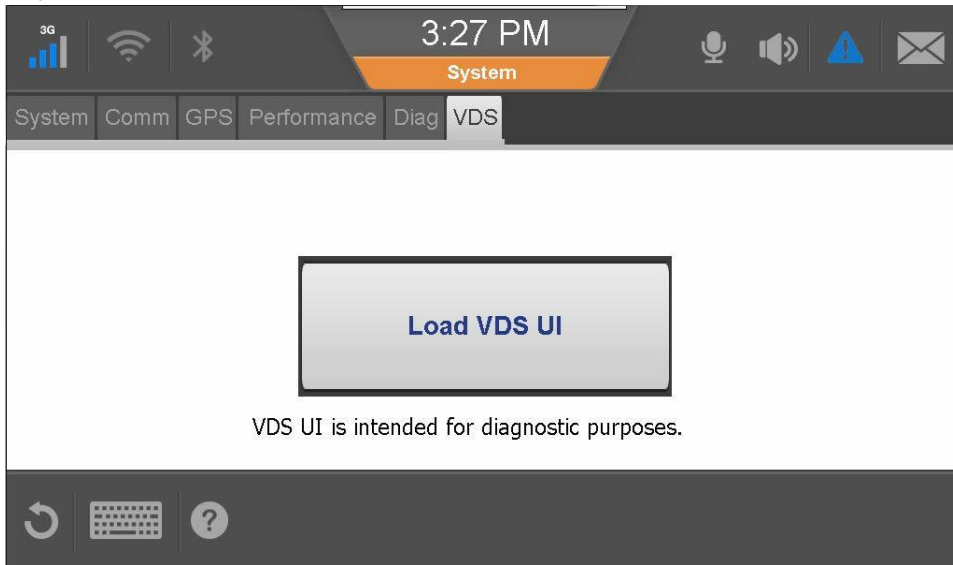 3G
3:27 PM
System
System Comm GPS Performance Diag VDS
Load VDS UI
VDS UI is intended for diagnostic purposes.
?